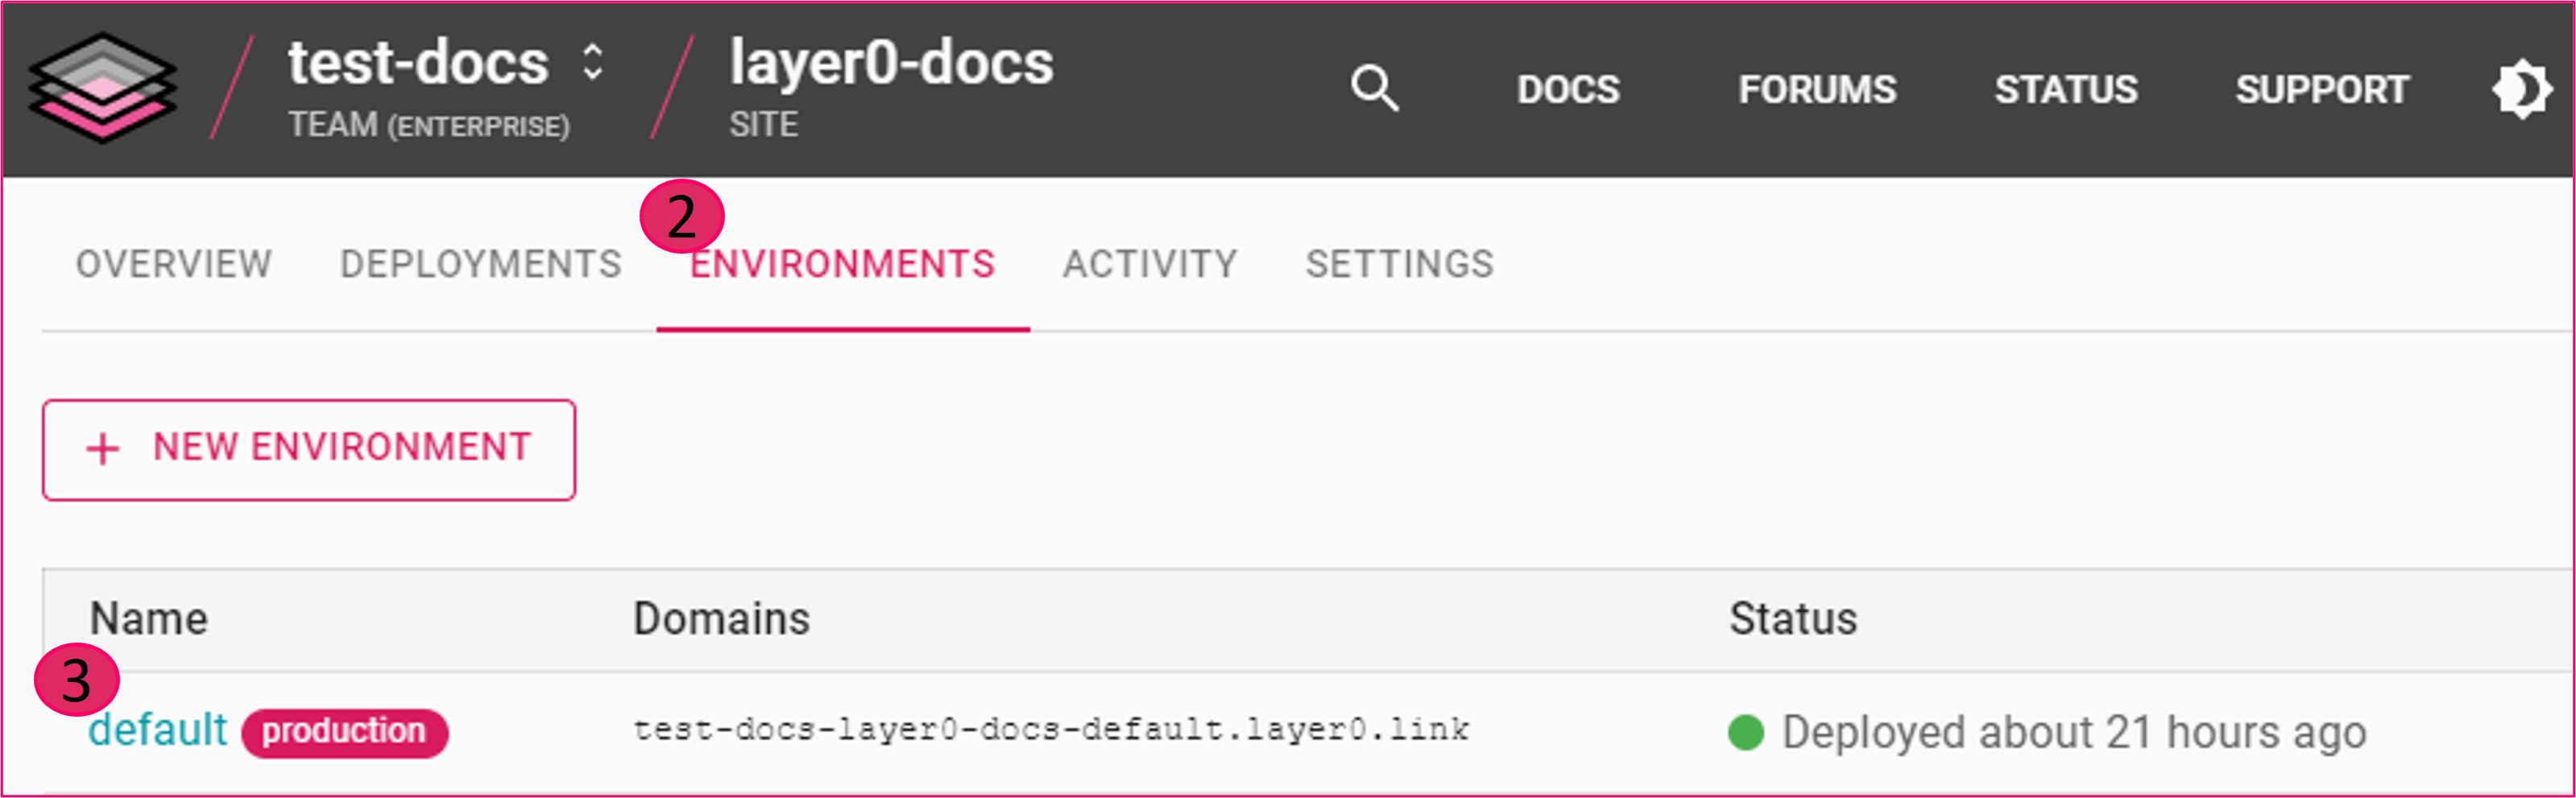 test-docs
TEAM (ENTERPRISE)
layer0-docs
SITE
DOCS FORUMS STATUS SUPPORT
2
OVERVIEW DEPLOYMENTS ENVIRONMENTS ACTIVITY SETTINGS
+ NEW ENVIRONMENT
Name Domains Status
3
default production test-docs-layer0-docs-default.layer0.link Deployed about 21 hours ago